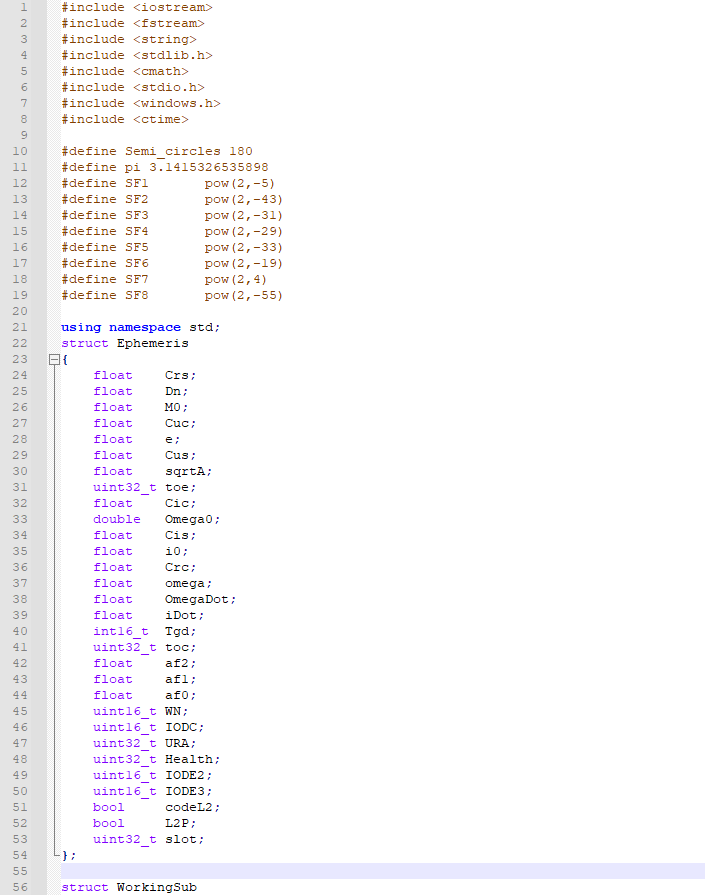 1 #include <iostream>
2 #include <fstream>
3 #include <string>
4 #include <stdlib.h>
5 #include <cmath>
6 #include <stdio.h>
7 #include <windows.h>
8 #include <ctime>
9
10 #define Semi_circles 180
11 #define pi 3.1415326535898
12 #define SF1 pow(2,-5)
13 #define SF2 pow(2,-43)
14 #define SF3 pow(2,-31)
15 #define SF4 pow(2,-29)
16 #define SF5 pow(2,-33)
17 #define SF6 pow(2,-19)
18 #define SF7 pow(2,4)
19 #define SF8 pow(2,-55)
20
21 using namespace std;
22 struct Ephemeris
23 {
24 float Crs;
25 float Dn;
26 float M0;
27 float Cuc;
28 float e;
29 float Cus;
30 float sqrtA;
31 uint32_t toe;
32 float Cic;
33 double Omega0;
34 float Cis;
35 float i0;
36 float Crc;
37 float omega;
38 float OmegaDot;
39 float iDot;
40 int16_t Tgd;
41 uint32_t toc;
42 float af2;
43 float af1;
44 float af0;
45 uint16_t WN;
46 uint16_t IODC;
47 uint32_t URA;
48 uint32_t Health;
49 uint16_t IODE2;
50 uint16_t IODE3;
51 bool codeL2;
52 bool L2P;
53 uint32_t slot;
54 };
55
56 struct WorkingSub